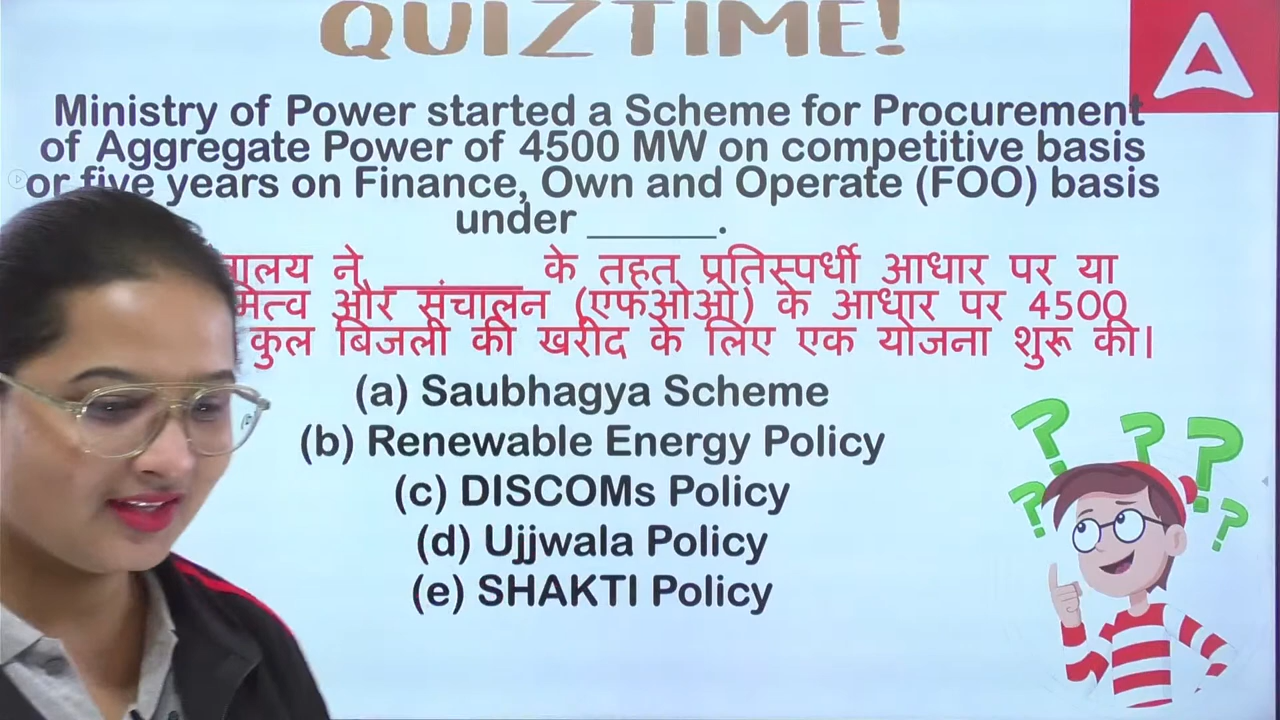 QUIZTIME!
Ministry of Power started a Scheme for Procurement
of Aggregate Power of 4500 MW on competitive basis
or five years on Finance, Own and Operate (FOO) basis
under ______.
ने ______ के तहत प्रतिस्पर्धी आधार पर या
और संचालन (एफओओ) के आधार पर 4500
कुल बिजली की खरीद के लिए एक योजना शुरू की।
(a) Saubhagya Scheme
(b) Renewable Energy Policy
(c) DISCOMs Policy
(d) Ujjwala Policy
(e) SHAKTI Policy